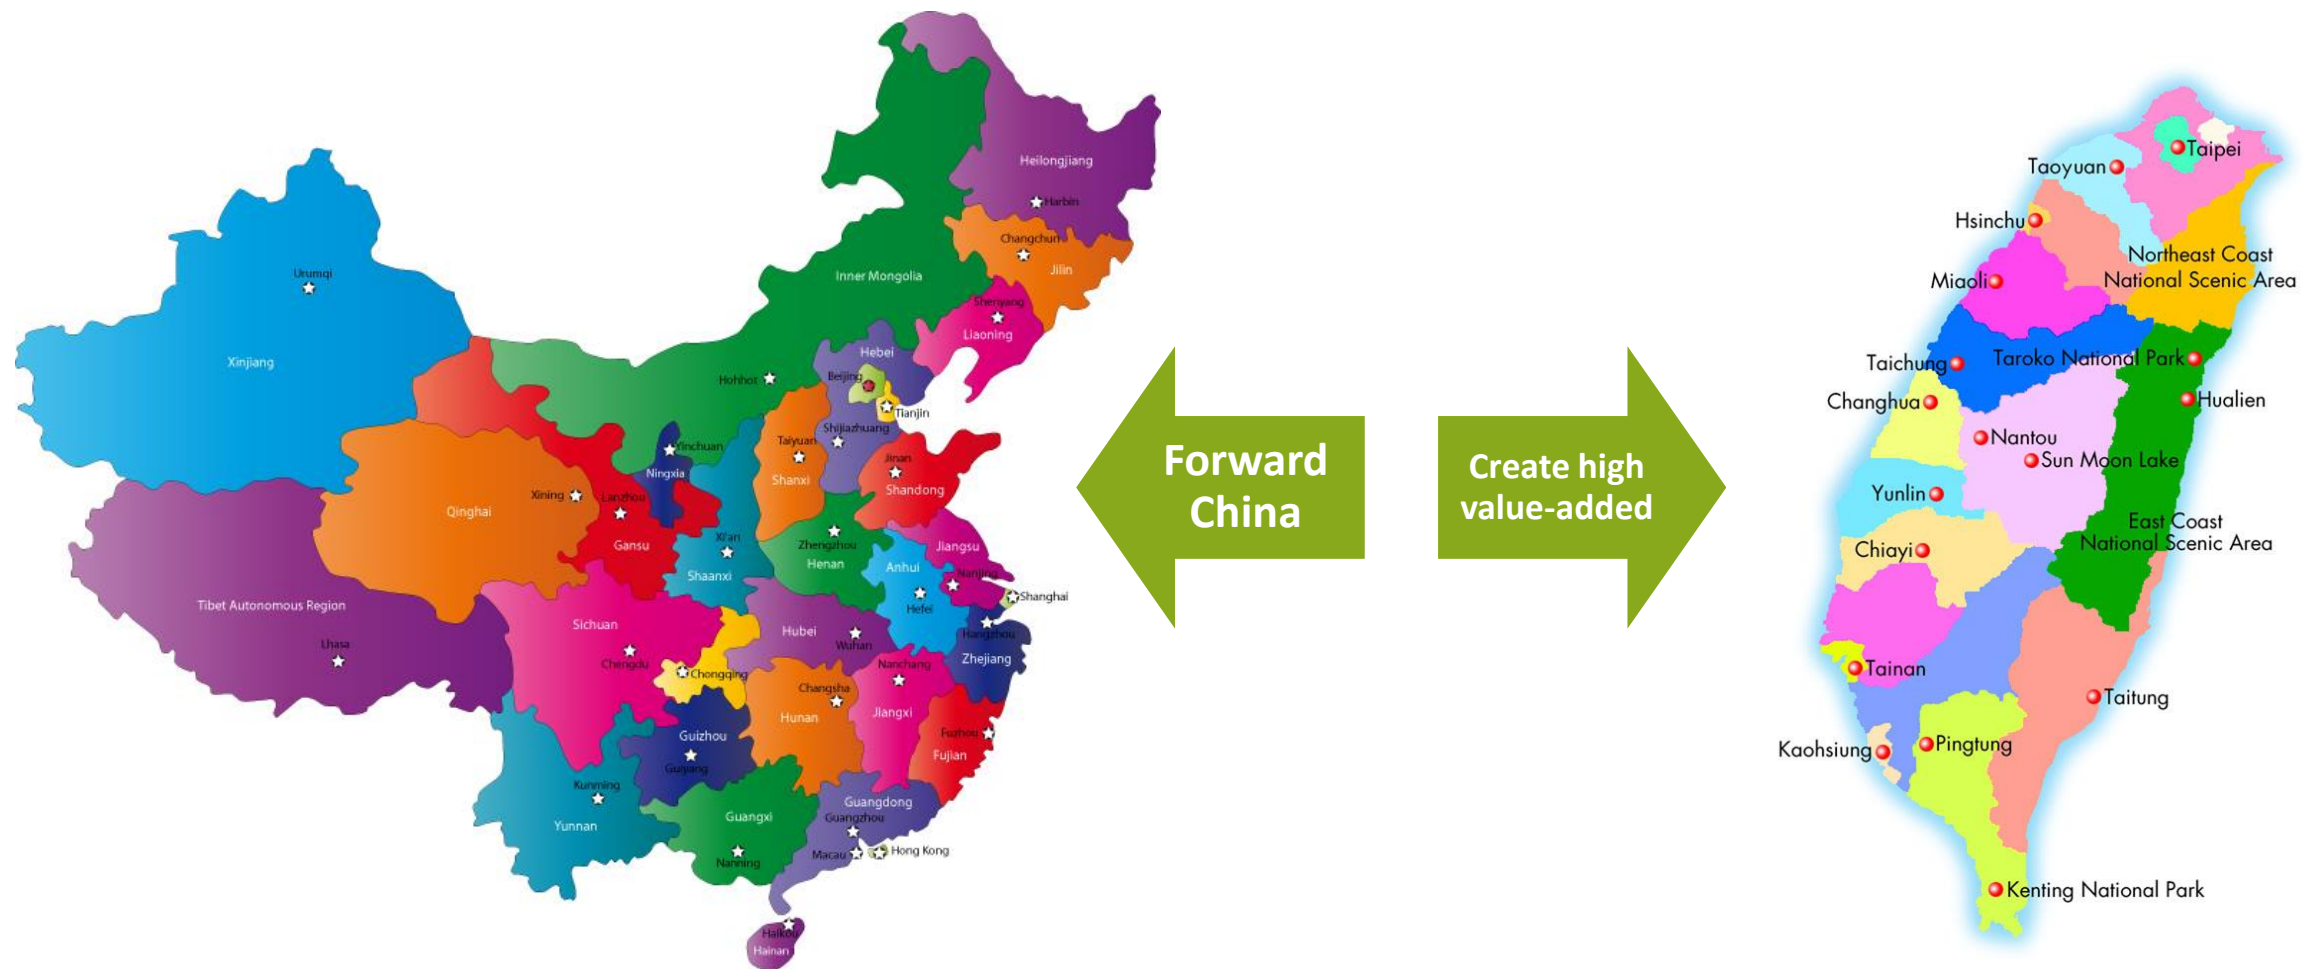 Heilongjiang
Harbin
Changchun
Jilin
Urumqi
Inner Mongolia
Shenyang
Liaoning
Xinjiang
Hebei
Hohhot
Beijing
Tianjin
Shijiazhuang
Taiyuan
Yinchuan
Jinan
Ningxia
Shanxi
Shandong
Xining
Lanzhou
Qinghai
Xi'an
Zhengzhou
Gansu
Jiangsu
Henan
Anhui
Shaanxi
Nanjing
Shanghai
Hefei
Tibet Autonomous Region
Sichuan
Hubei
Hangzhou
Wuhan
Lhasa
Zhejiang
Chengdu
Nanchang
Chongqing
Changsha
Jiangxi
Hunan
Guizhou
Fuzhou
Fujian
Guiyang
Kunming
Guangdong
Guangxi
Guangzhou
Yunnan
Macau
Hong Kong
Nanning
Haikou
Hainan
Forward
China
Create high
value-added
Taipei
Taoyuan
Hsinchu
Northeast Coast
National Scenic Area
Miaoli
Taroko National Park
Taichung
Changhua
Hualien
Nantou
Sun Moon Lake
Yunlin
East Coast
National Scenic Area
Chiayi
Tainan
Taitung
Kaohsiung
Pingtung
Kenting National Park